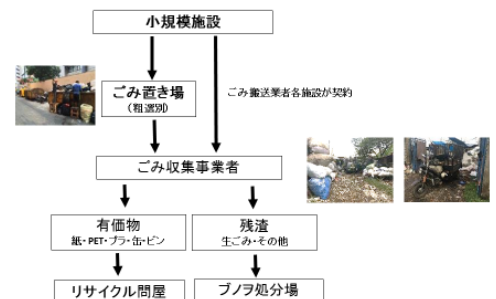 小規模施設
ごみ置き場
(粗選別)
ごみ搬送業者各施設が契約
ごみ収集事業者
有価物
紙・PET・プラ・缶・ビン
残渣
生ごみ・その他
リサイクル問屋
ブノヲ処分場